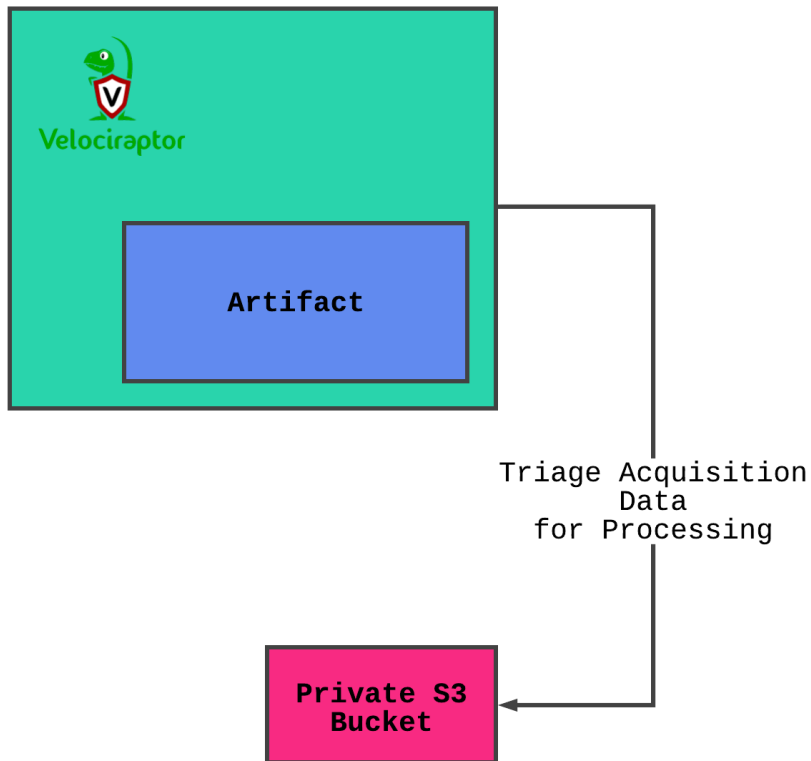 V
Velociraptor
Artifact
Triage Acquisition
Data
for Processing
Private S3
Bucket